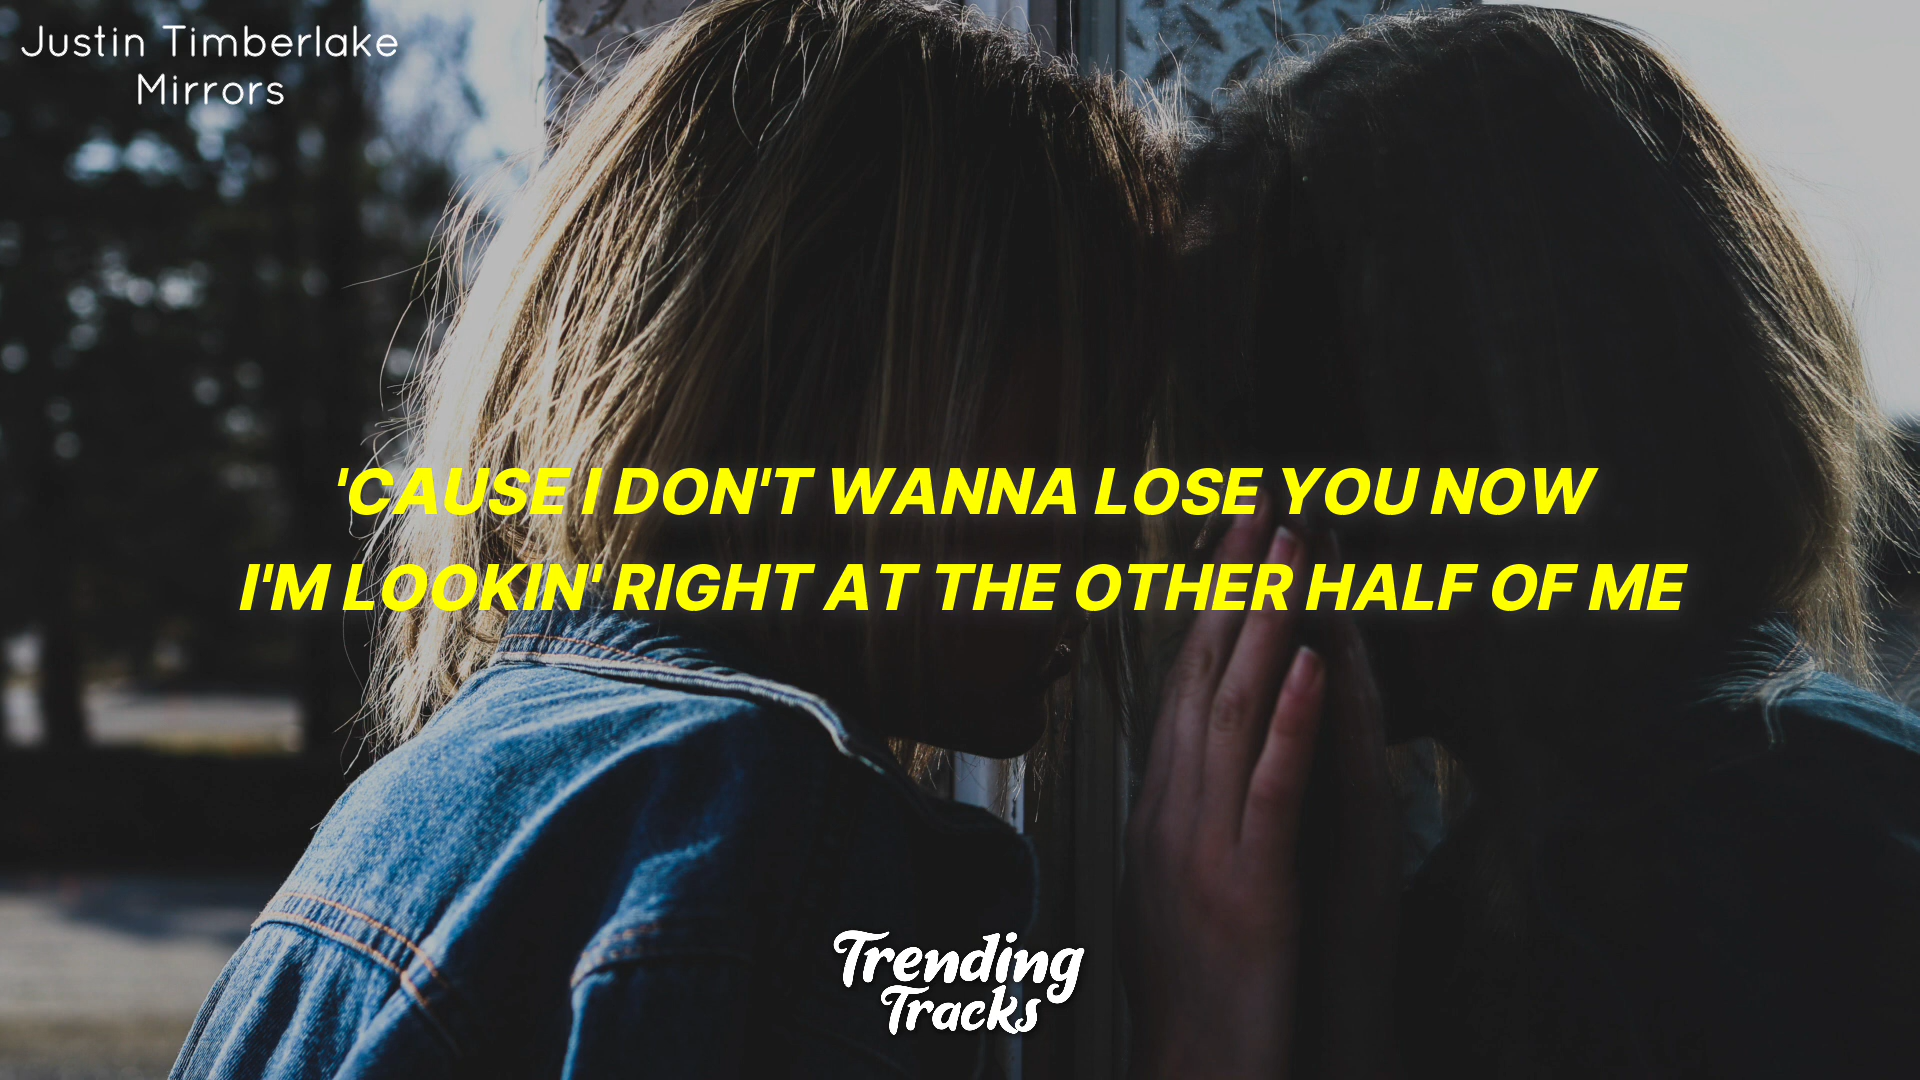 Justin Timberlake
Mirrors
'CAUSE I DON'T WANNA LOSE YOU NOW
I'M LOOKIN' RIGHT AT THE OTHER HALF OF ME
Trending
Tracks